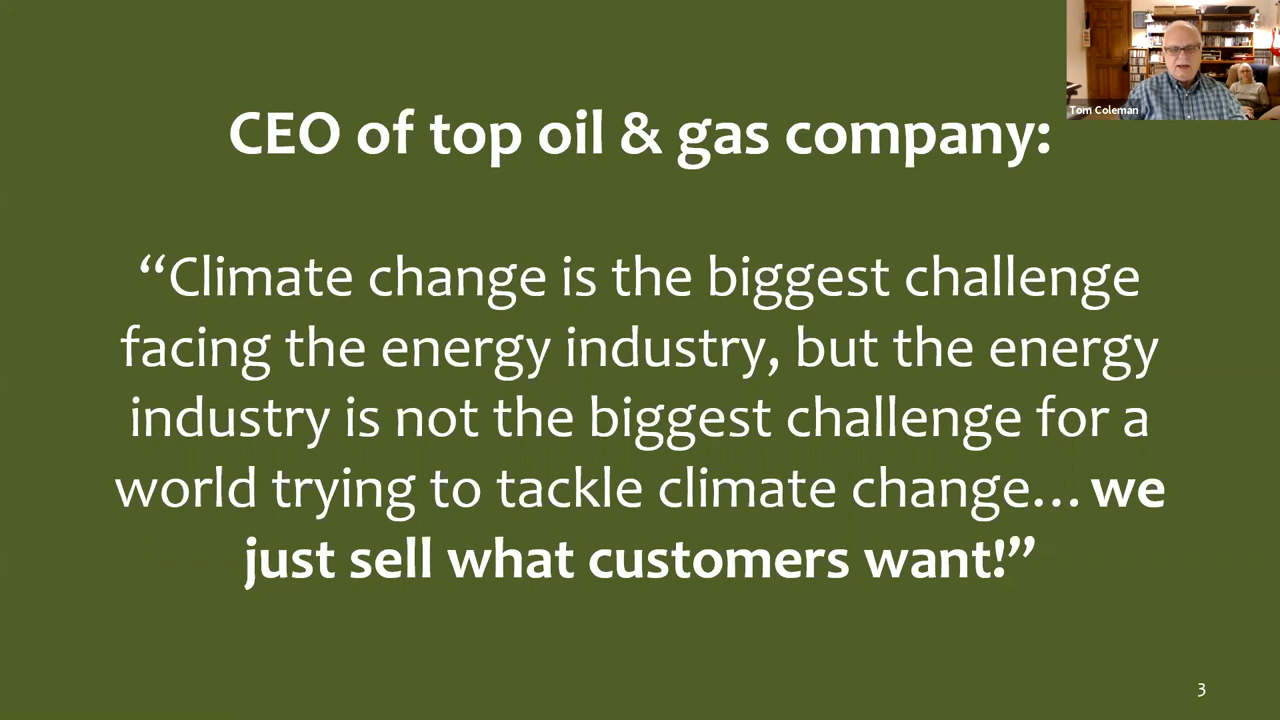 Tom Coleman
CEO of top oil & gas company:
“Climate change is the biggest challenge
facing the energy industry, but the energy
industry is not the biggest challenge for a
world trying to tackle climate change… we
just sell what customers want!”
3